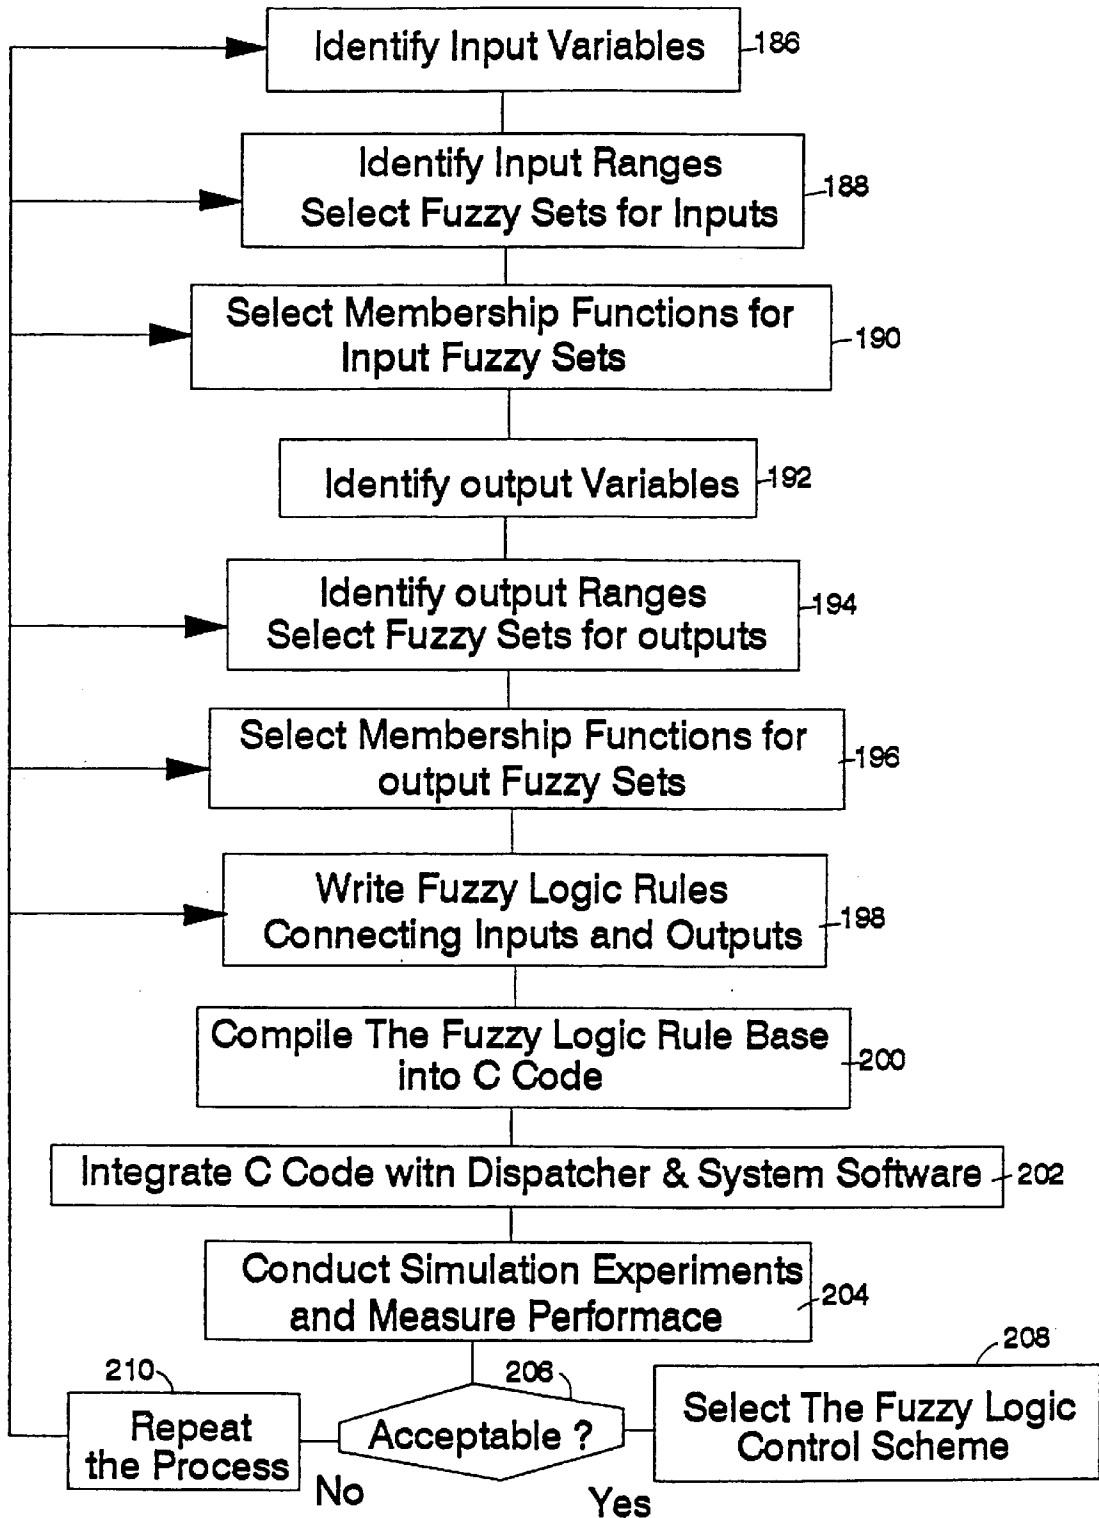 Identify Input Variables
186
Identify Input Ranges
Select Fuzzy Sets for Inputs
188
Select Membership Functions for
Input Fuzzy Sets
190
Identify output Variables
192
Identify output Ranges
Select Fuzzy Sets for outputs
194
Select Membership Functions for
output Fuzzy Sets
196
Write Fuzzy Logic Rules
Connecting Inputs and Outputs
198
Compile The Fuzzy Logic Rule Base
into C Code
200
Integrate C Code witn Dispatcher & System Software
202
Conduct Simulation Experiments
and Measure Performace
204
206
Acceptable ?
208
Select The Fuzzy Logic
Control Scheme
210
Repeat
the Process
No
Yes